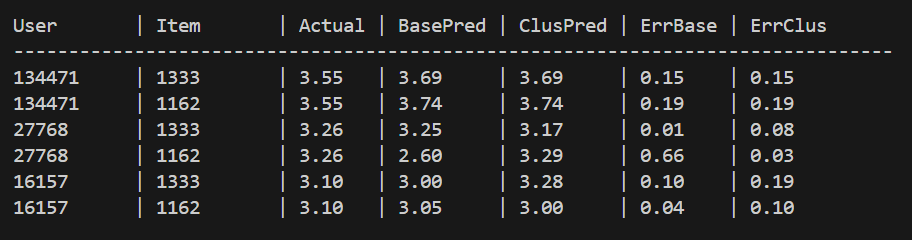 User       | Item       | Actual | BasePred | ClusPred | ErrBase | ErrClus
--------------------------------------------------------------------------------
134471     | 1333       | 3.55   | 3.69     | 3.69     | 0.15    | 0.15
134471     | 1162       | 3.55   | 3.74     | 3.74     | 0.19    | 0.19
27768      | 1333       | 3.26   | 3.25     | 3.17     | 0.01    | 0.08
27768      | 1162       | 3.26   | 2.60     | 3.29     | 0.66    | 0.03
16157      | 1333       | 3.10   | 3.00     | 3.28     | 0.10    | 0.19
16157      | 1162       | 3.10   | 3.05     | 3.00     | 0.04    | 0.10